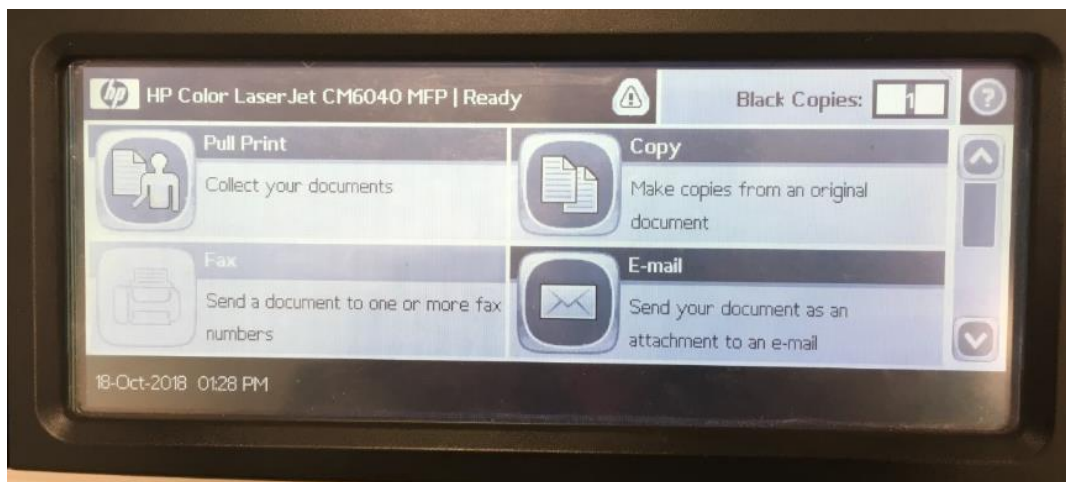 hp HP Color LaserJet CM6040 MFP | Ready
Black Copies: 1 ?
Pull Print
Collect your documents
Copy
Make copies from an original
document
Fax
Send a document to one or more fax
numbers
E-mail
Send your document as an
attachment to an e-mail
18-Oct-2018 01:28 PM